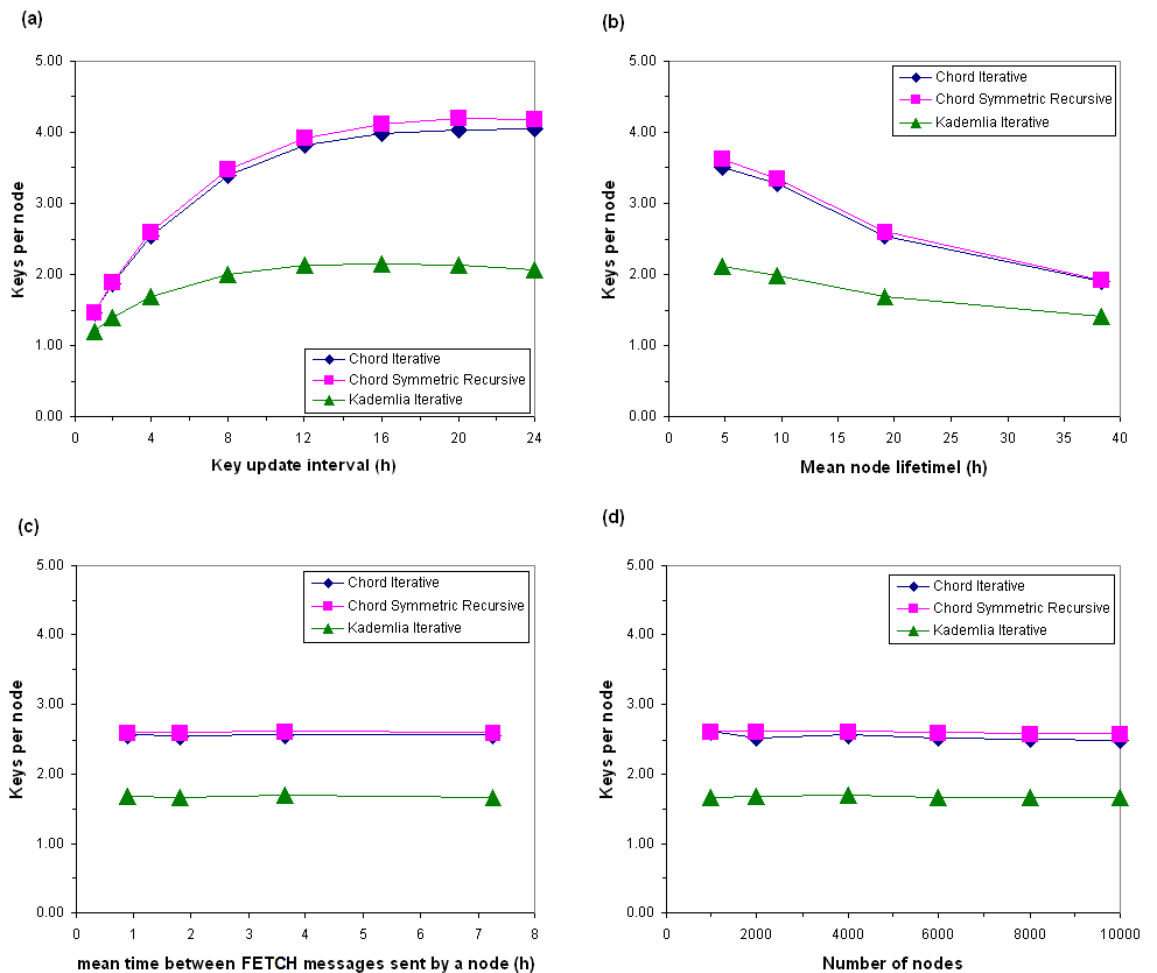 (a)
5.00
4.00
3.00
2.00
1.00
0.00
Keys per node
Chord Iterative
Chord Symmetric Recursive
Kademlia Iterative
0 4 8 12 16 20 24
Key update interval (h)
(b)
5.00
4.00
3.00
2.00
1.00
0.00
Keys per node
Chord Iterative
Chord Symmetric Recursive
Kademlia Iterative
0 5 10 15 20 25 30 35 40
Mean node lifetimel (h)
(c)
5.00
4.00
3.00
2.00
1.00
0.00
Keys per node
Chord Iterative
Chord Symmetric Recursive
Kademlia Iterative
0 1 2 3 4 5 6 7 8
mean time between FETCH messages sent by a node (h)
(d)
5.00
4.00
3.00
2.00
1.00
0.00
Keys per node
Chord Iterative
Chord Symmetric Recursive
Kademlia Iterative
0 2000 4000 6000 8000 10000
Number of nodes